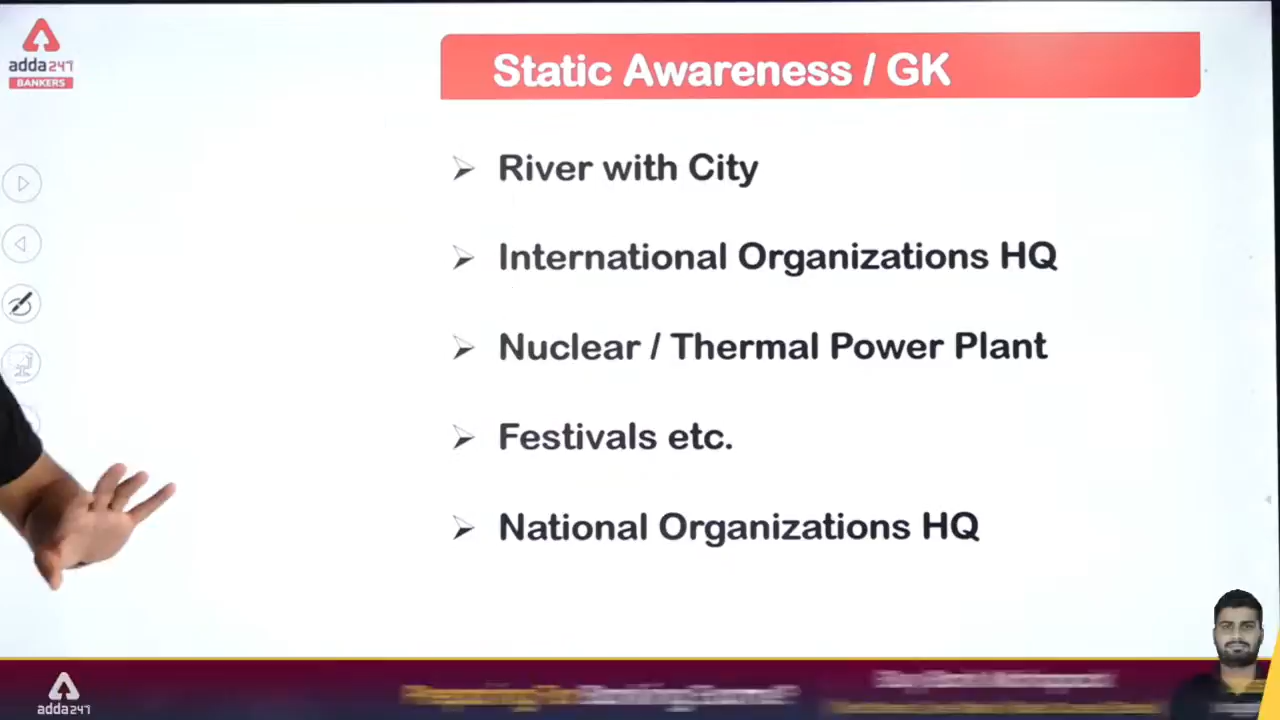 adda247
BANKERS
Static Awareness / GK
River with City
International Organizations HQ
Nuclear / Thermal Power Plant
Festivals etc.
National Organizations HQ
adda247